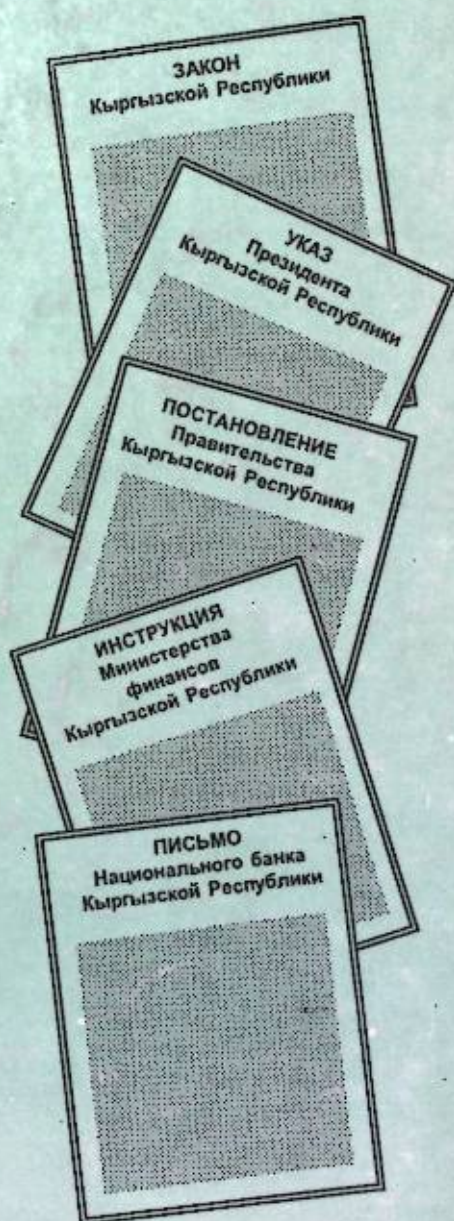 ЗАКОН
Кыргызской Республики
УКАЗ
Президента
Кыргызской Республики
ПОСТАНОВЛЕНИЕ
Правительства
Кыргызской Республики
ИНСТРУКЦИЯ
Министерства
финансов
Кыргызской Республики
ПИСЬМО
Национального банка
Кыргызской Республики